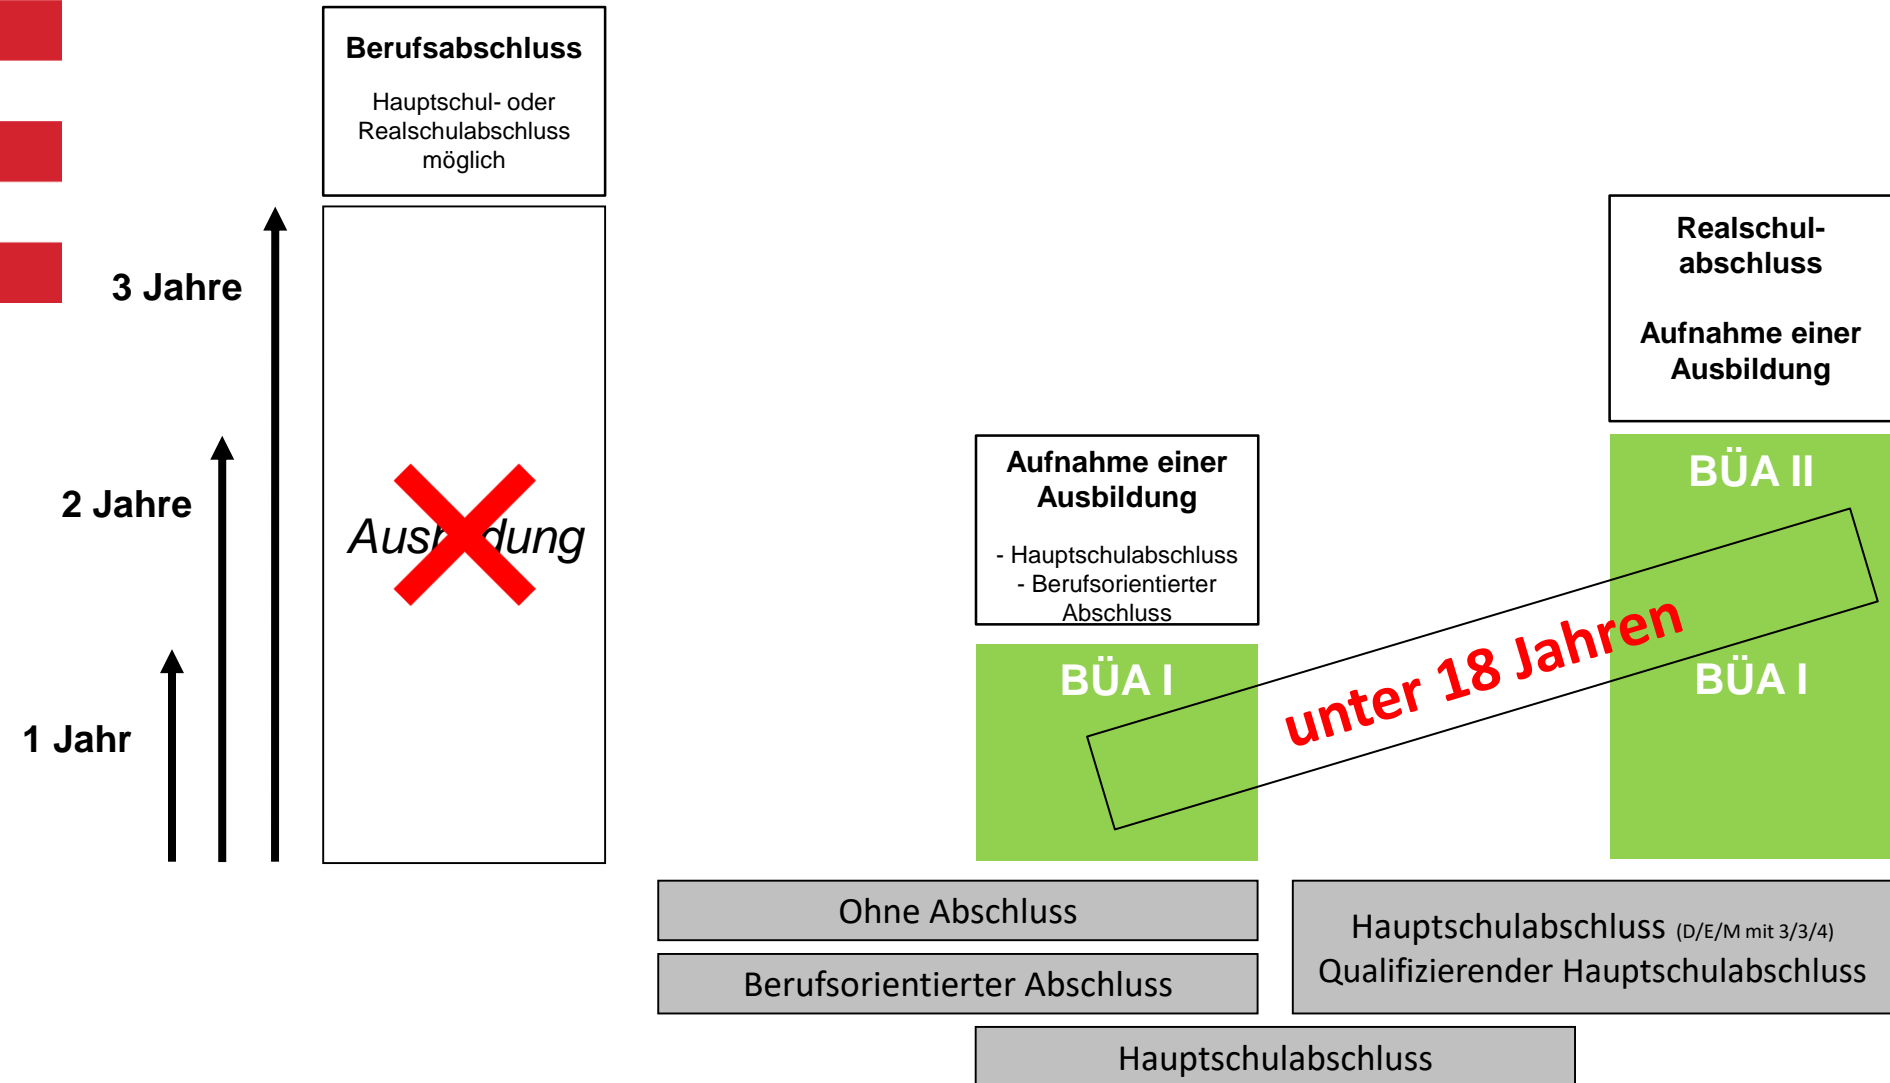 Berufsabschluss
Hauptschul- oder
Realschulabschluss
möglich
3 Jahre
2 Jahre
1 Jahr
Ausbildung
Aufnahme einer
Ausbildung
- Hauptschulabschluss
- Berufsorientierter
Abschluss
BÜA I
Realschul-
abschluss
Aufnahme einer
Ausbildung
BÜA II
BÜA I
unter 18 Jahren
Ohne Abschluss
Berufsorientierter Abschluss
Hauptschulabschluss (D/E/M mit 3/3/4)
Qualifizierender Hauptschulabschluss
Hauptschulabschluss